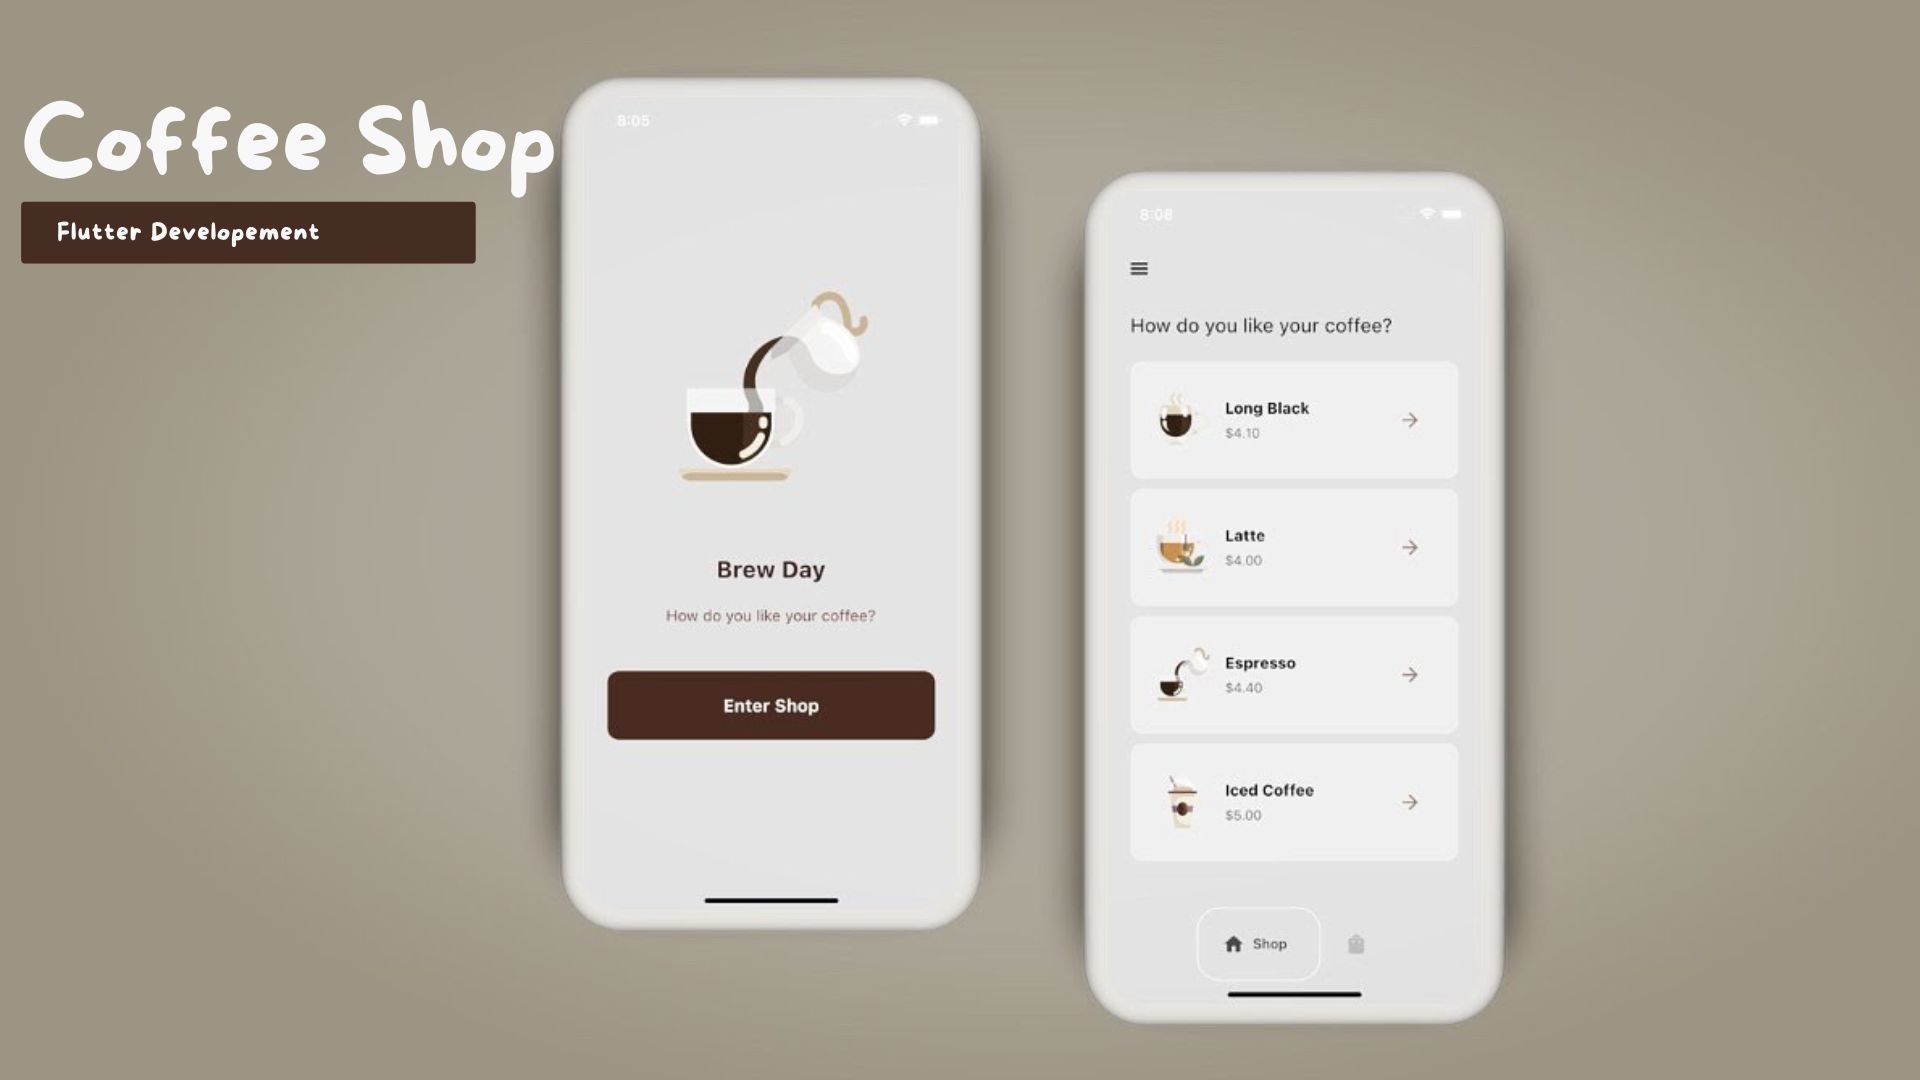 Coffee Shop
Flutter Developement
8:05
Brew Day
How do you like your coffee?
Enter Shop
8:08
How do you like your coffee?
Long Black
$4.10
Latte
$4.00
Espresso
$4.40
Iced Coffee
$5.00
Shop